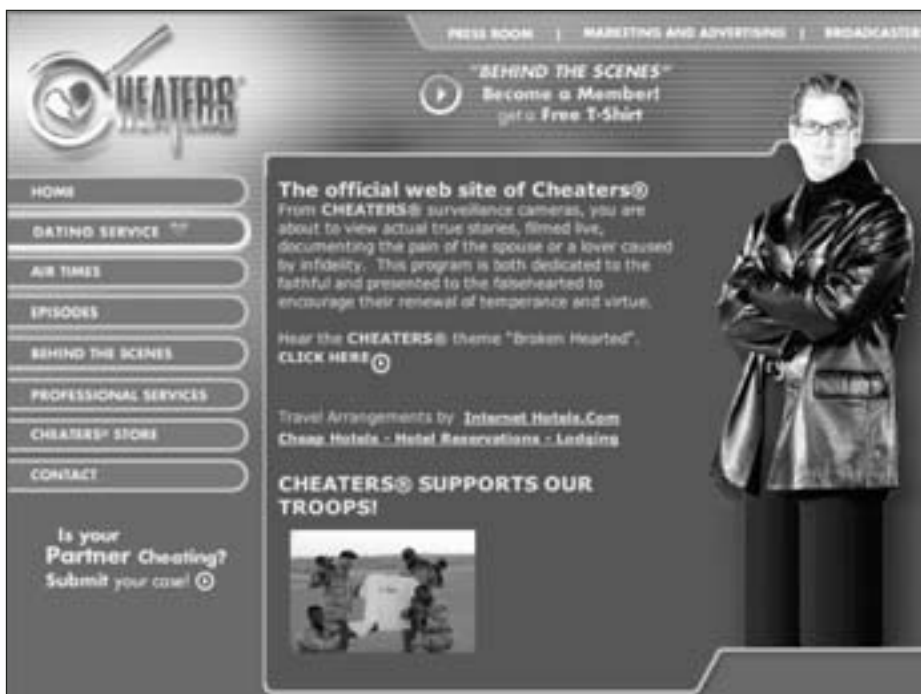 PRESS ROOM | MARKETING AND ADVERTISING | BROADCASTER
"BEHIND THE SCENES"
Become a Member!
get a Free T-Shirt
CHEATERS®
HOME
DATING SERVICE
AIR TIMES
EPISODES
BEHIND THE SCENES
PROFESSIONAL SERVICES
CHEATERS® STORE
CONTACT
Is your
Partner Cheating?
Submit your case!
The official web site of Cheaters®
From CHEATERS® surveillance cameras, you are
about to view actual true stories, filmed live,
documenting the pain of the spouse or a lover caused
by infidelity. This program is both dedicated to the
faithful and presented to the falsehearted to
encourage their renewal of temperance and virtue.
Hear the CHEATERS® theme "Broken Hearted".
CLICK HERE
Travel Arrangements by Internet Hotels.Com
Cheap Hotels - Hotel Reservations - Lodging
CHEATERS® SUPPORTS OUR
TROOPS!